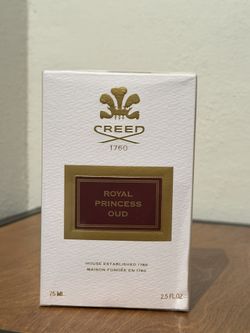 CREED
1760
ROYAL
PRINCESS
OUD
HOUSE ESTABLISHED 1760
MAISON FONDÉE EN 1760
75 ML
2.5 FL.OZ